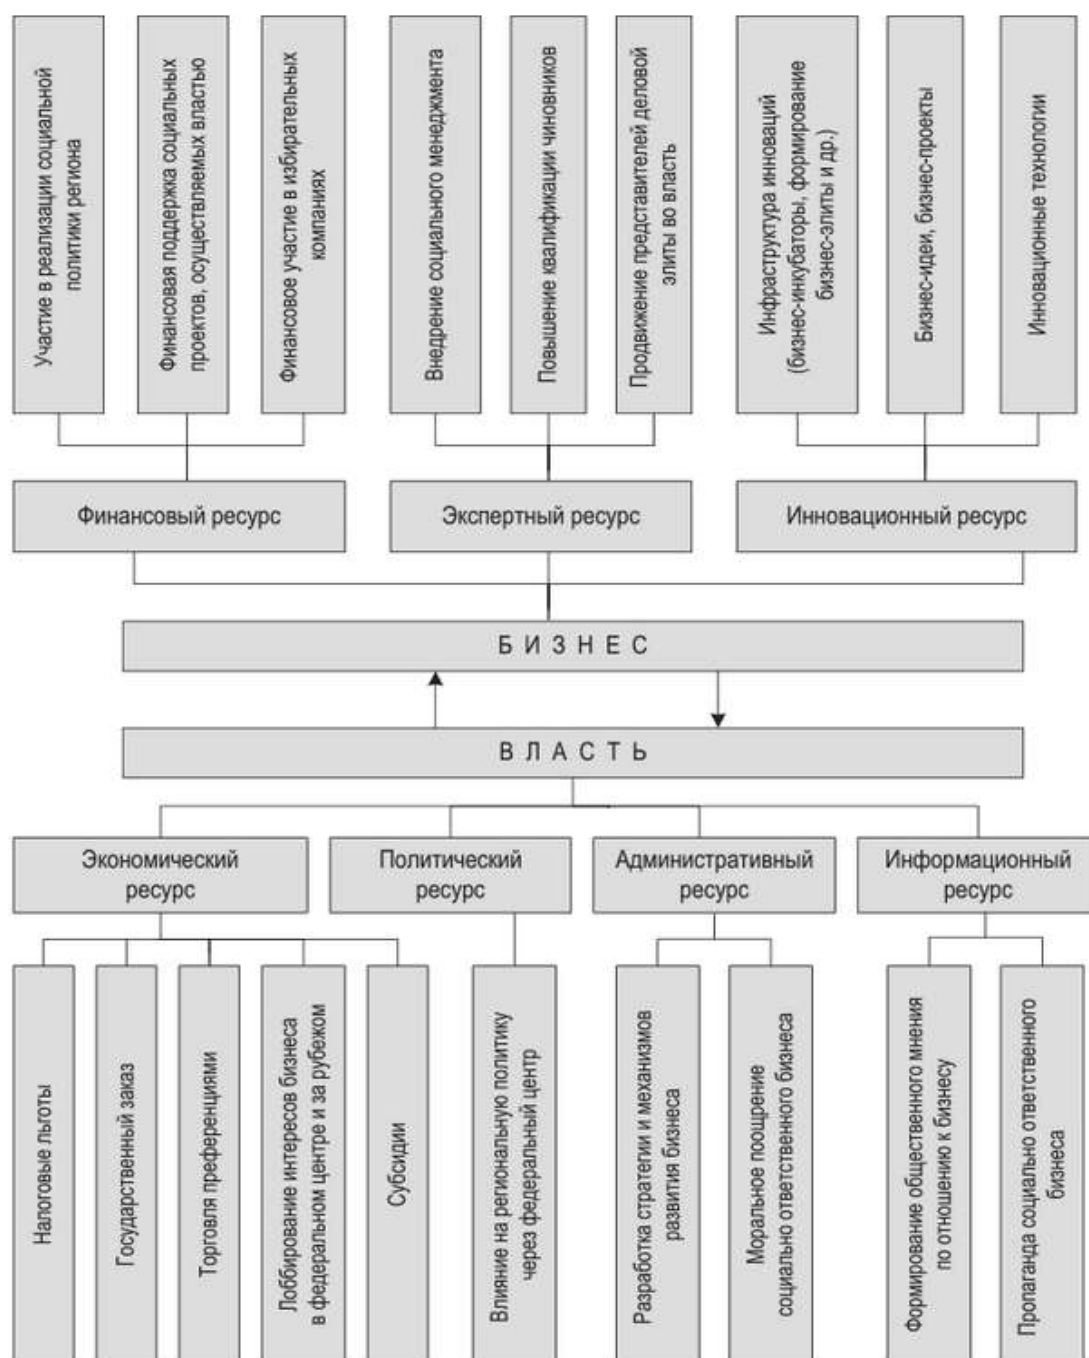 Участие в реализации социальной
политики региона
Финансовая поддержка социальных
проектов, осуществляемых властью
Финансовое участие в избирательных
компаниях
Внедрение социального менеджмента
Повышение квалификации чиновников
Продвижение представителей деловой
элиты во власть
Инфраструктура инноваций
(бизнес-инкубаторы, формирование
бизнес-элиты и др.)
Бизнес-идеи, бизнес-проекты
Инновационные технологии
Финансовый ресурс
Экспертный ресурс
Инновационный ресурс
Б И З Н Е С
В Л А С Т Ь
Экономический
ресурс
Политический
ресурс
Административный
ресурс
Информационный
ресурс
Налоговые льготы
Государственный заказ
Торговля преференциями
Лоббирование интересов бизнеса
в федеральном центре и за рубежом
Субсидии
Влияние на региональную политику
через федеральный центр
Разработка стратегии и механизмов
развития бизнеса
Моральное поощрение
социально ответственного бизнеса
Формирование общественного мнения
по отношению к бизнесу
Пропаганда социально ответственного
бизнеса